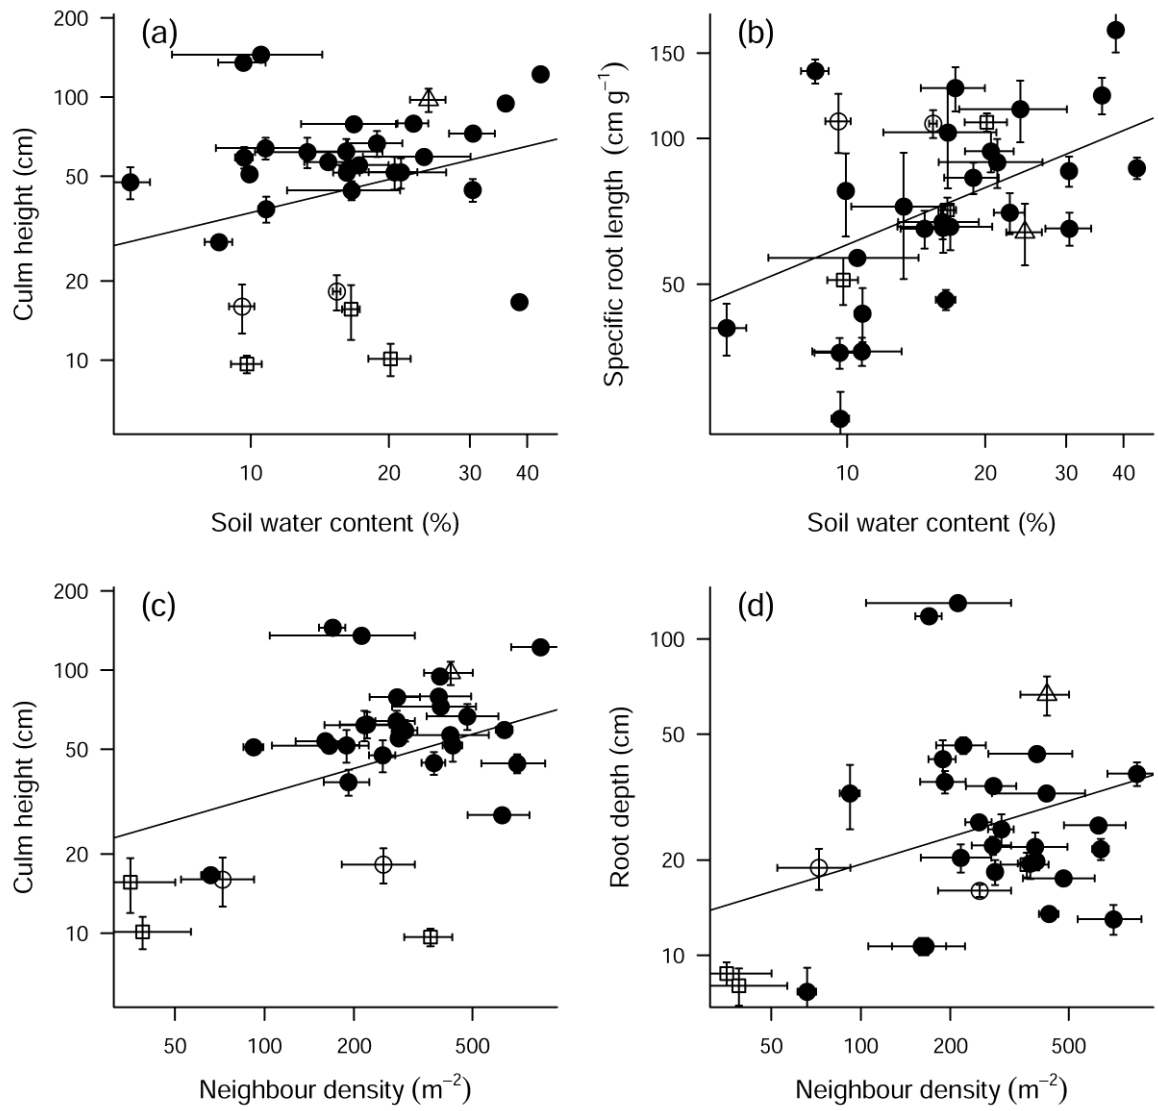 (a)
200
100
50
20
10
Culm height (cm)
10 20 30 40
Soil water content (%)
(b)
150
100
50
Specific root length (cm g⁻¹)
10 20 30 40
Soil water content (%)
(c)
200
100
50
20
10
Culm height (cm)
50 100 200 500
Neighbour density (m⁻²)
(d)
100
50
20
10
Root depth (cm)
50 100 200 500
Neighbour density (m⁻²)